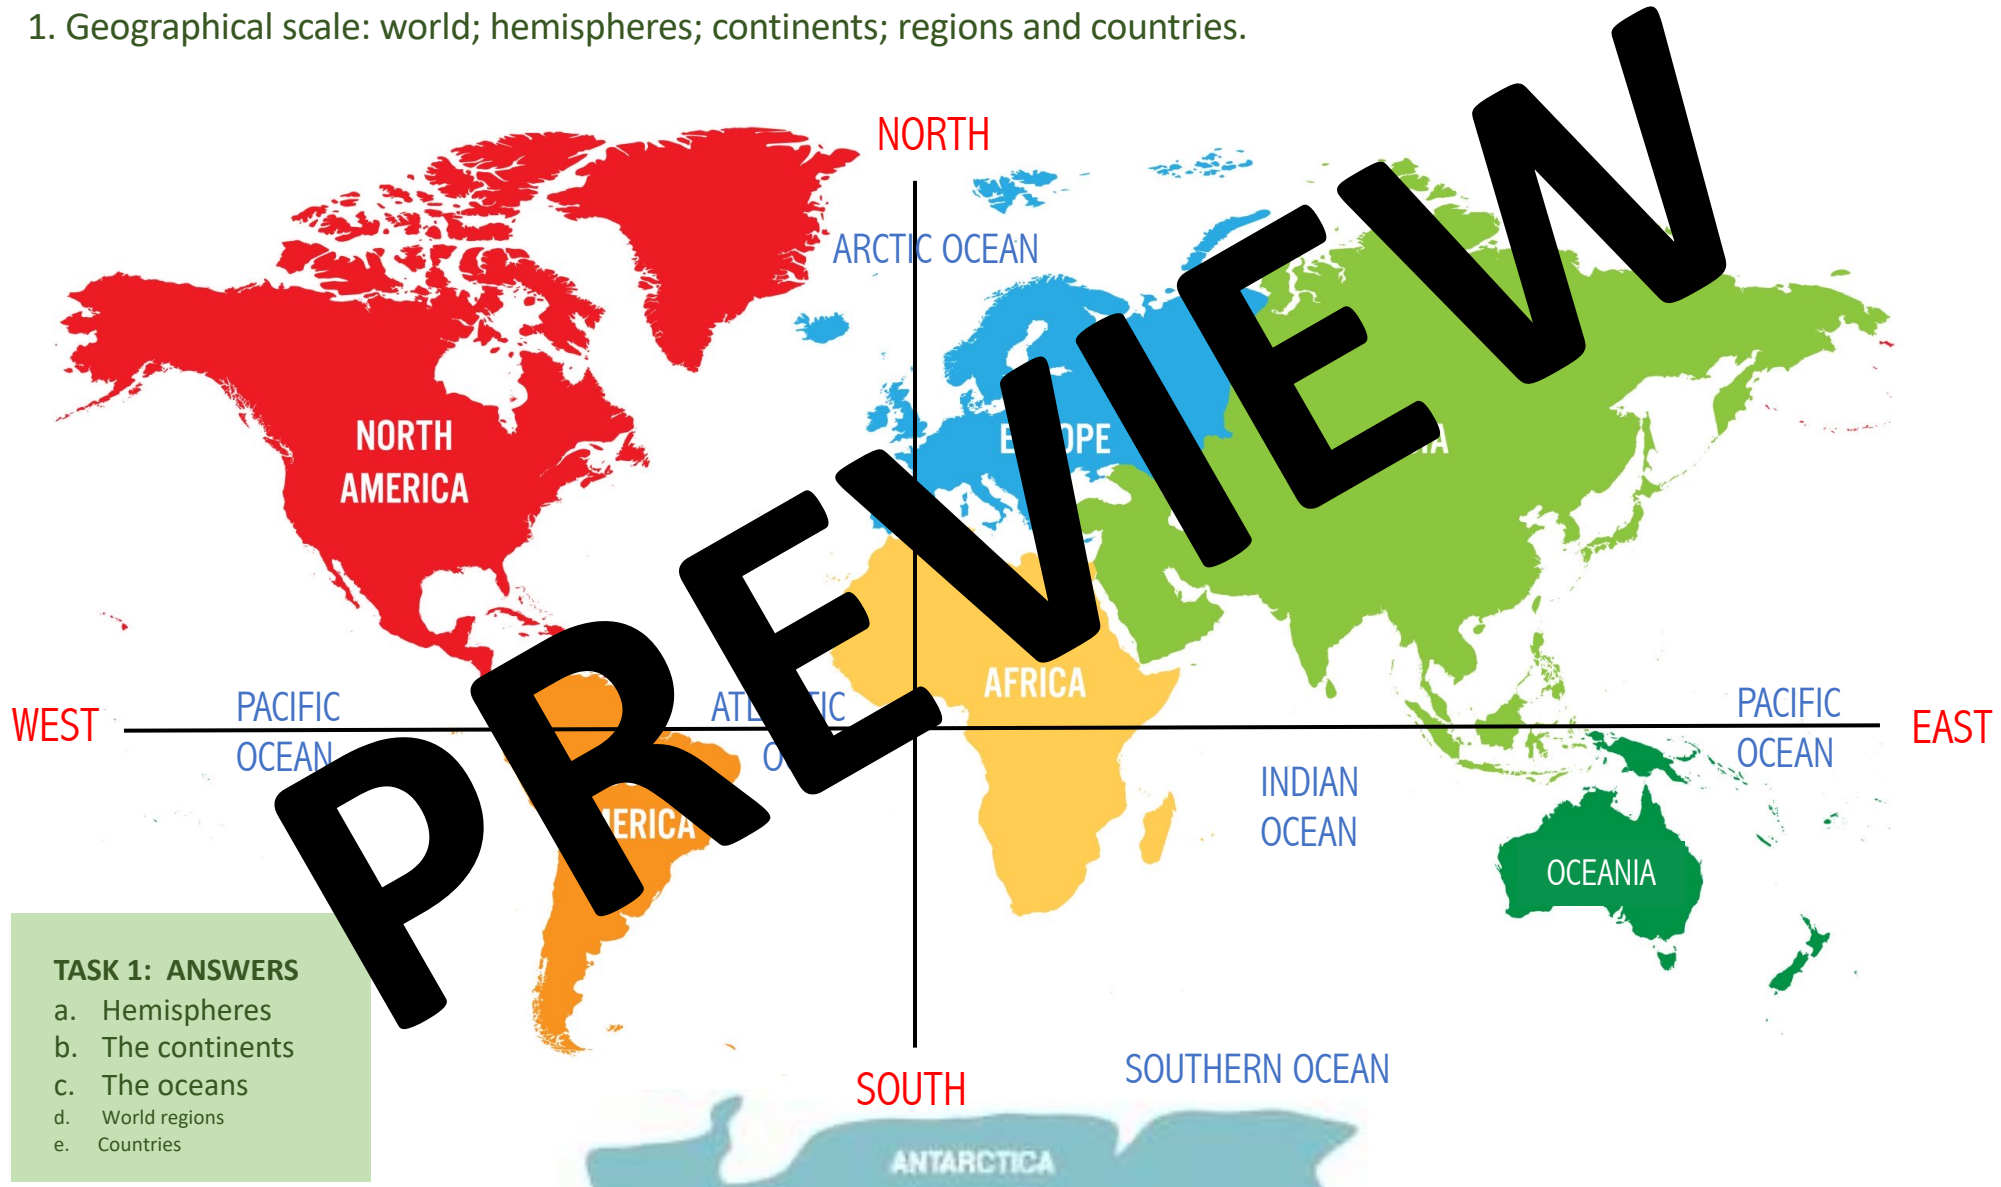 1. Geographical scale: world; hemispheres; continents; regions and countries.
NORTH
ARCTIC OCEAN
NORTH
AMERICA
PREVIEW
AFRICA
PACIFIC
OCEAN
WEST
EAST
PACIFIC
OCEAN
INDIAN
OCEAN
OCEANIA
TASK 1: ANSWERS
a. Hemispheres
b. The continents
c. The oceans
d. World regions
e. Countries
SOUTH
SOUTHERN OCEAN
ANTARCTICA